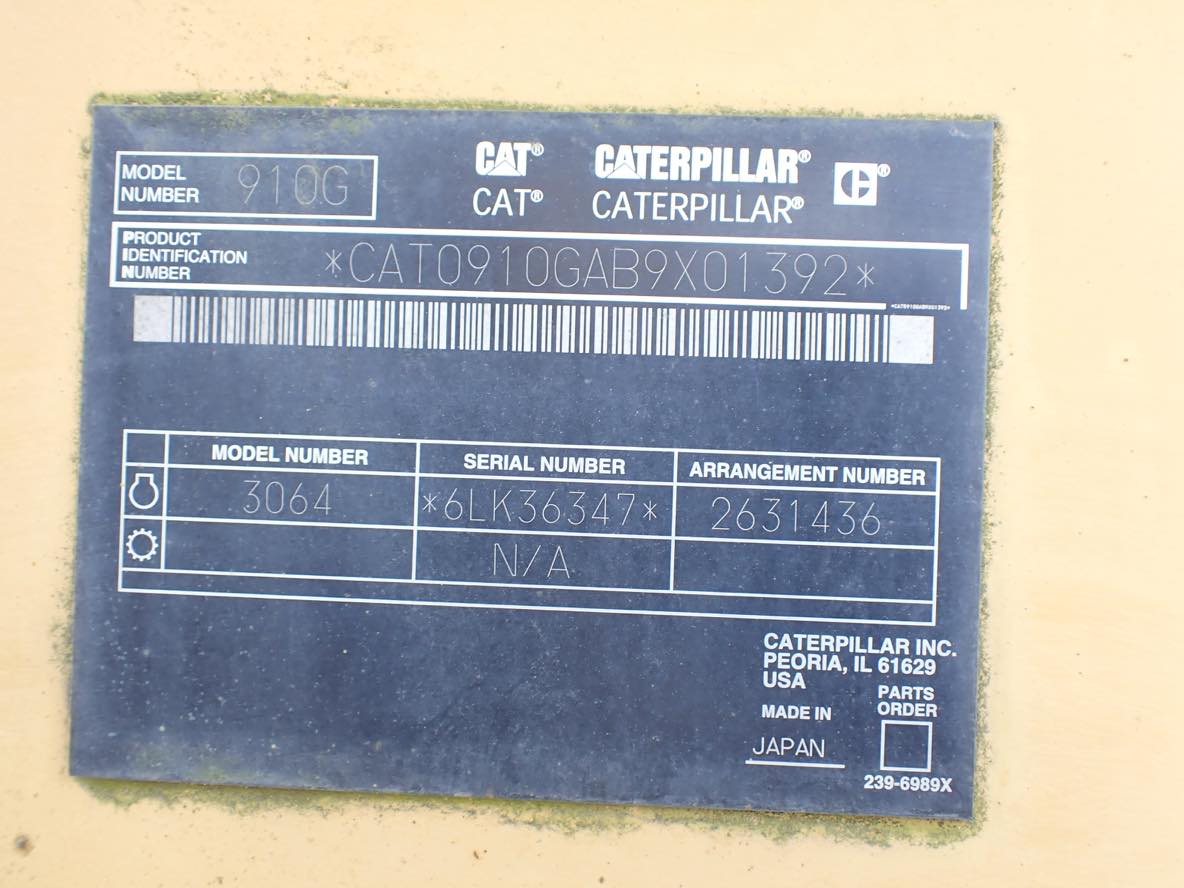 MODEL
NUMBER 910G
CAT® CATERPILLAR® C®
CAT® CATERPILLAR®
PRODUCT
IDENTIFICATION
NUMBER
*CAT0910GAB9X01392*
*CAT0910GAB9X01392*
MODEL NUMBER SERIAL NUMBER ARRANGEMENT NUMBER
3064 *6LK36347* 2631436
N/A
CATERPILLAR INC.
PEORIA, IL 61629
USA
PARTS
ORDER
MADE IN
JAPAN
239-6989X